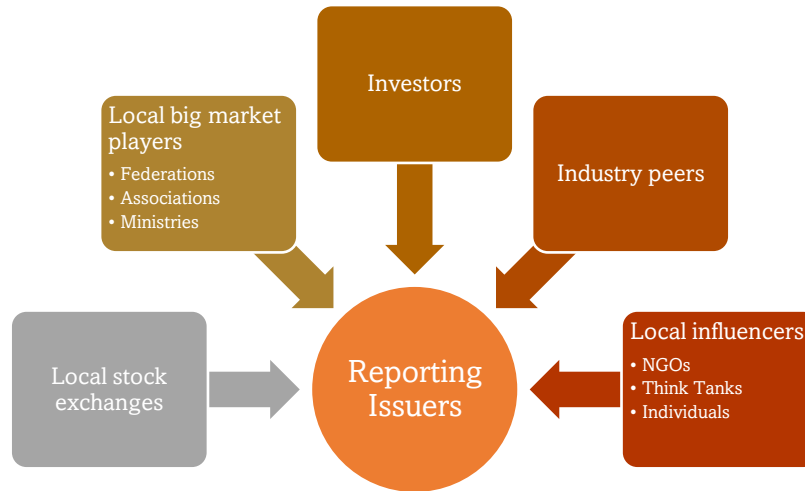 Investors
Local big market
players
• Federations
• Associations
• Ministries
Industry peers
Local stock
exchanges
Reporting
Issuers
Local influencers
• NGOs
• Think Tanks
• Individuals